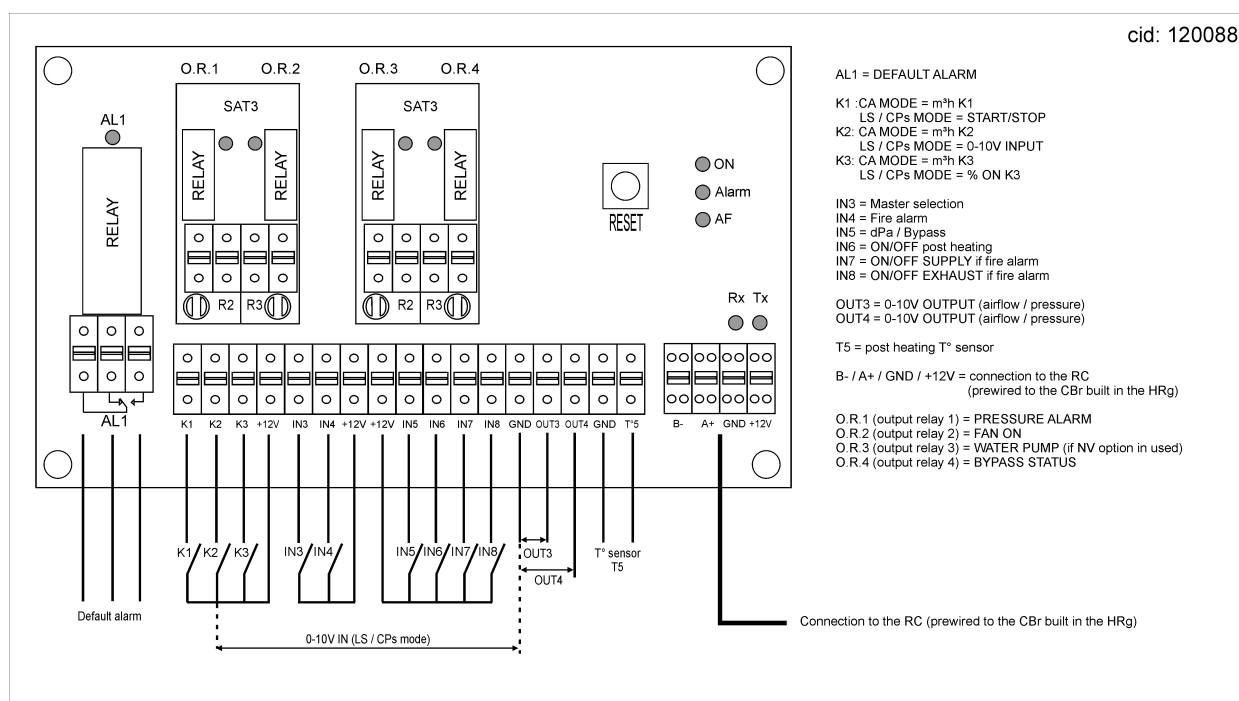 cid: 120088
O.R.1 O.R.2 O.R.3 O.R.4
SAT3 SAT3
AL1
RELAY
RELAY
RELAY
RELAY
RELAY
RESET
ON
Alarm
AF
R2 R3 R2 R3
Rx Tx
AL1
K1 K2 K3 +12V IN3 IN4 +12V +12V IN5 IN6 IN7 IN8 GND OUT3 OUT4 GND T°5 B- A+ GND +12V
K1 K2 K3 IN3 IN4 IN5 IN6 IN7 IN8
OUT3
OUT4
T° sensor
T5
Default alarm
0-10V IN (LS / CPs mode)
Connection to the RC (prewired to the CBr built in the HRg)
AL1 = DEFAULT ALARM
K1 :CA MODE = m³h K1
LS / CPs MODE = START/STOP
K2: CA MODE = m³h K2
LS / CPs MODE = 0-10V INPUT
K3: CA MODE = m³h K3
LS / CPs MODE = % ON K3
IN3 = Master selection
IN4 = Fire alarm
IN5 = dPa / Bypass
IN6 = ON/OFF post heating
IN7 = ON/OFF SUPPLY if fire alarm
IN8 = ON/OFF EXHAUST if fire alarm
OUT3 = 0-10V OUTPUT (airflow / pressure)
OUT4 = 0-10V OUTPUT (airflow / pressure)
T5 = post heating T° sensor
B- / A+ / GND / +12V = connection to the RC
(prewired to the CBr built in the HRg)
O.R.1 (output relay 1) = PRESSURE ALARM
O.R.2 (output relay 2) = FAN ON
O.R.3 (output relay 3) = WATER PUMP (if NV option in used)
O.R.4 (output relay 4) = BYPASS STATUS